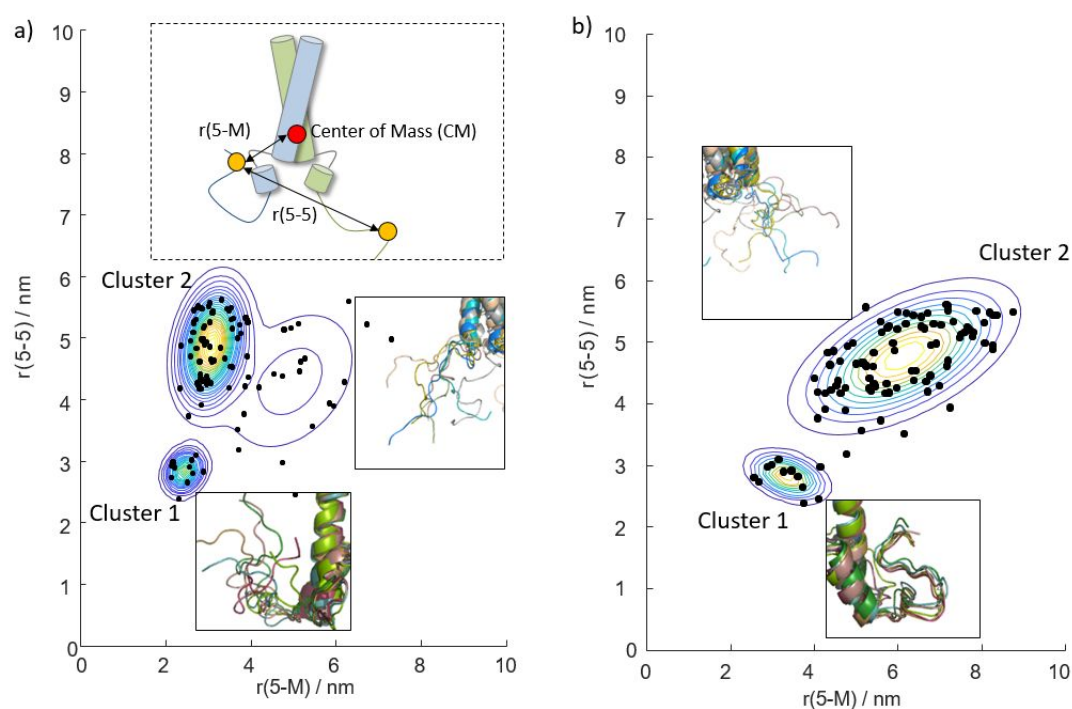 a)
10
9
8
7
6
5
4
3
2
1
0
r(5-5) / nm
0 2 4 6 8 10
r(5-M) / nm
r(5-M)
Center of Mass (CM)
r(5-5)
Cluster 2
Cluster 1
b)
10
9
8
7
6
5
4
3
2
1
0
r(5-5) / nm
0 2 4 6 8 10
r(5-M) / nm
Cluster 2
Cluster 1